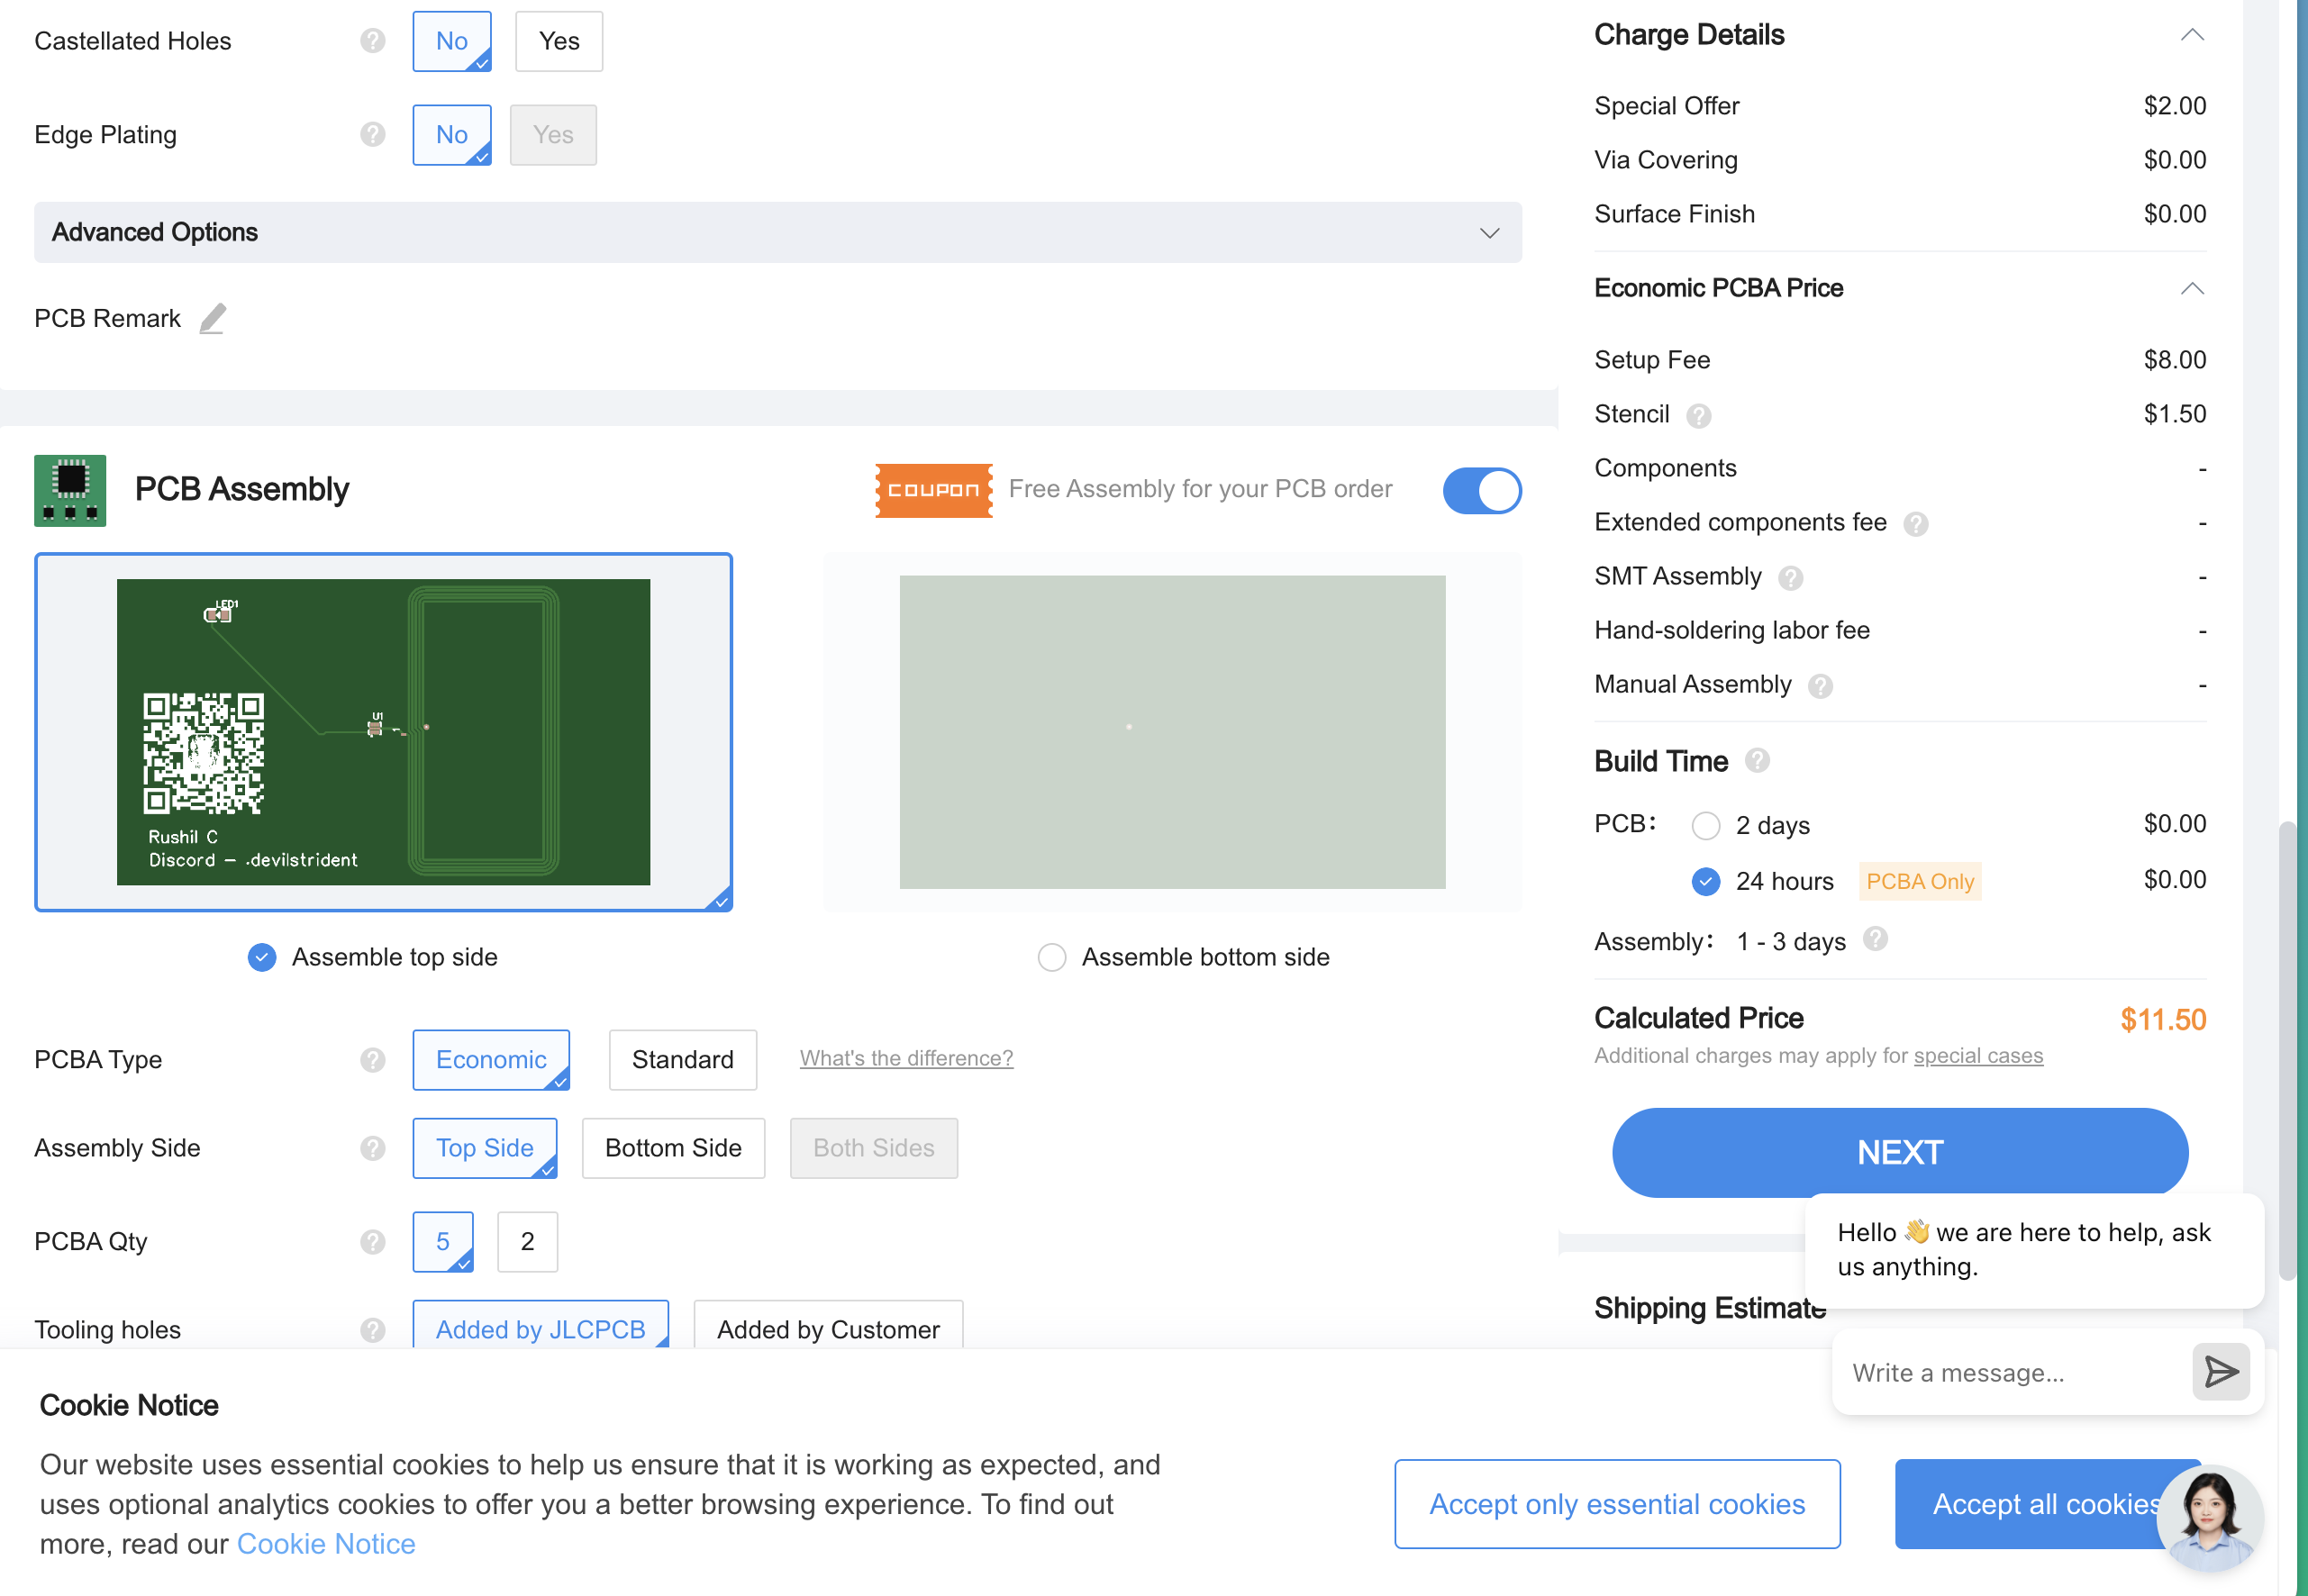 Castellated Holes ? No Yes
Edge Plating ? No Yes
Advanced Options
PCB Remark
PCB Assembly
COUPON Free Assembly for your PCB order
LED1
U1
Rushil C
Discord – .devilstrident
Assemble top side
Assemble bottom side
PCBA Type ? Economic Standard What's the difference?
Assembly Side ? Top Side Bottom Side Both Sides
PCBA Qty ? 5 2
Tooling holes ? Added by JLCPCB Added by Customer
Charge Details
Special Offer $2.00
Via Covering $0.00
Surface Finish $0.00
Economic PCBA Price
Setup Fee $8.00
Stencil ? $1.50
Components -
Extended components fee ? -
SMT Assembly ? -
Hand-soldering labor fee -
Manual Assembly ? -
Build Time ?
PCB: 2 days $0.00
24 hours PCBA Only $0.00
Assembly: 1 - 3 days ?
Calculated Price $11.50
Additional charges may apply for special cases
NEXT
Hello 👋 we are here to help, ask
us anything.
Shipping Estimate
Write a message...
Cookie Notice
Our website uses essential cookies to help us ensure that it is working as expected, and
uses optional analytics cookies to offer you a better browsing experience. To find out
more, read our Cookie Notice
Accept only essential cookies
Accept all cookies